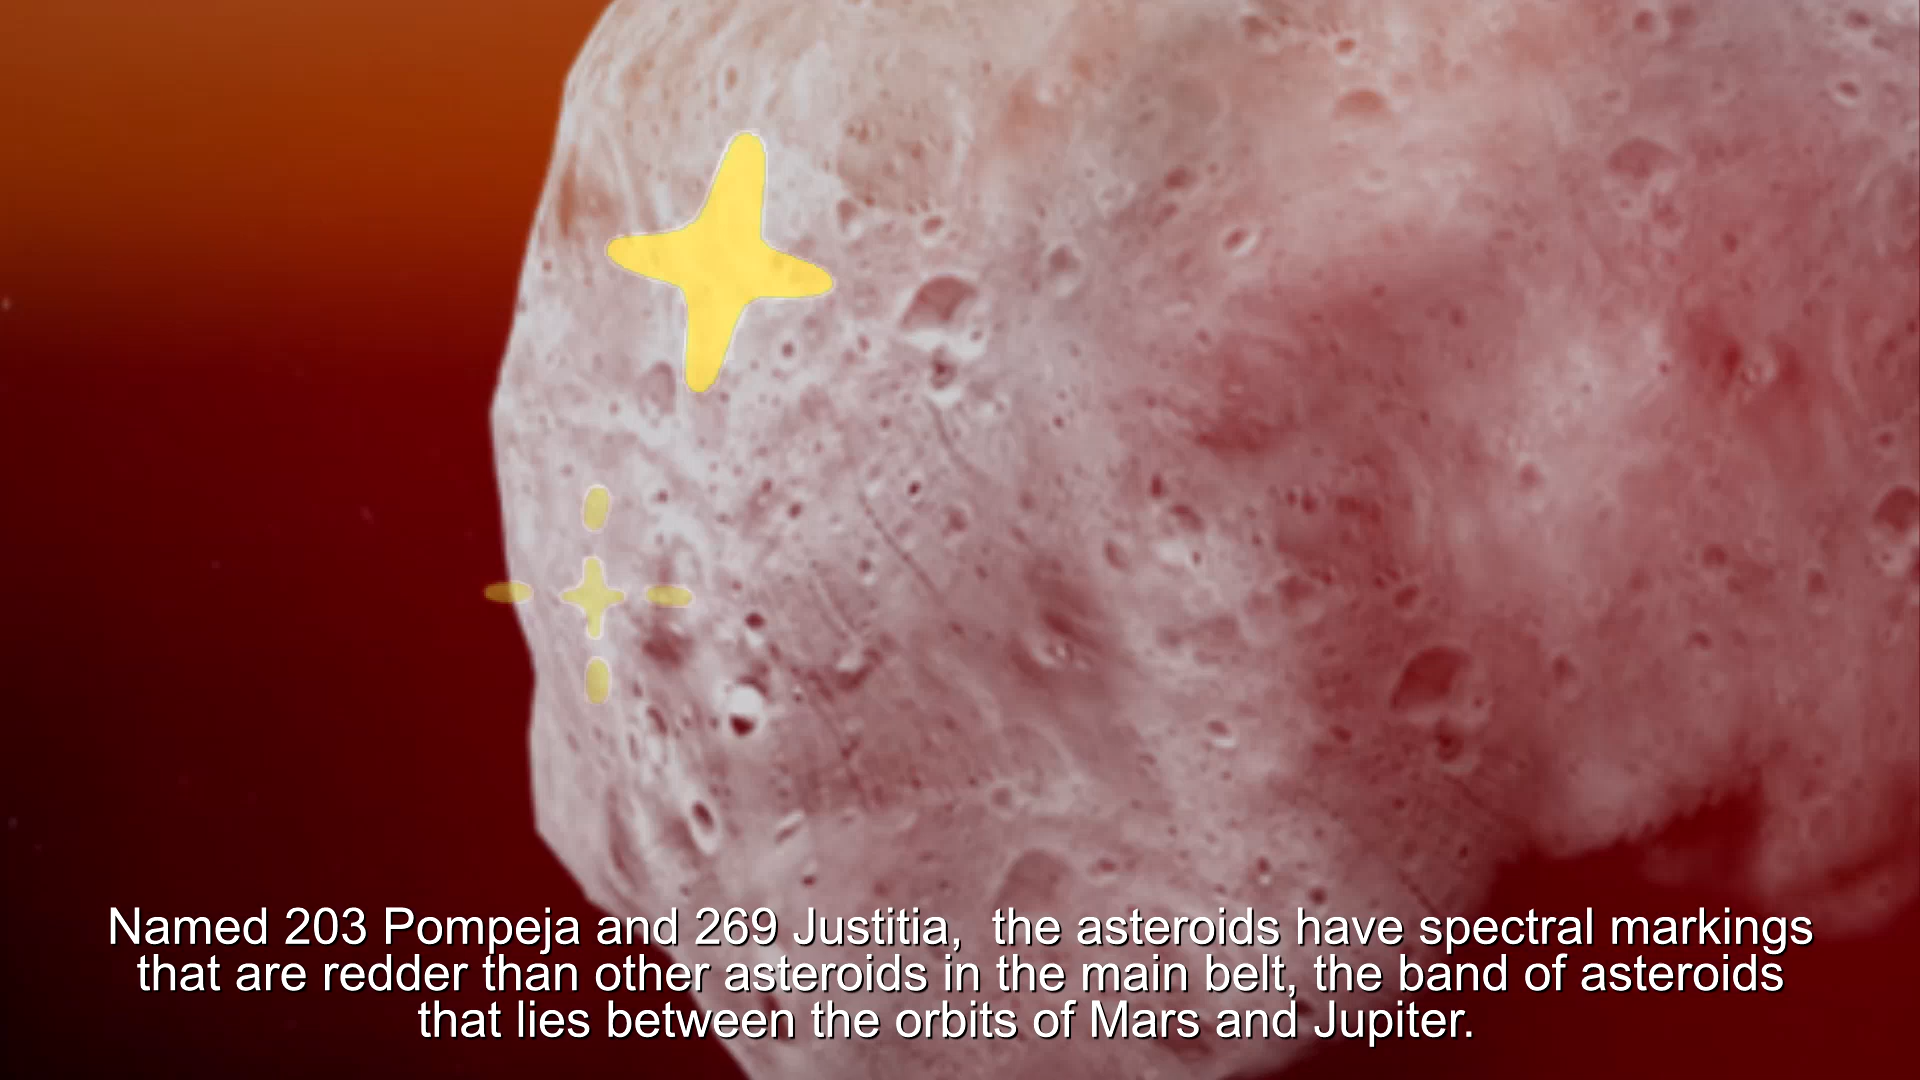 Named 203 Pompeja and 269 Justitia,  the asteroids have spectral markings
that are redder than other asteroids in the main belt, the band of asteroids
that lies between the orbits of Mars and Jupiter.